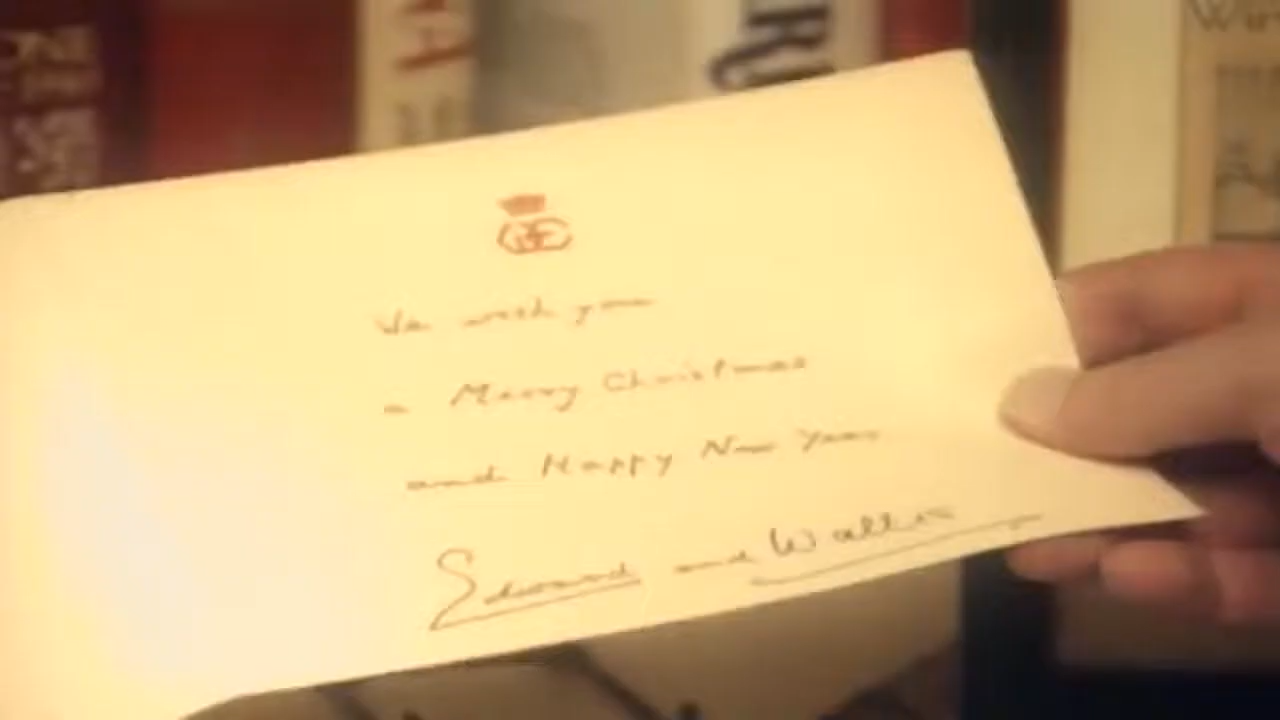 We wish you
a Merry Christmas
and Happy New Year
Edward and Wallis